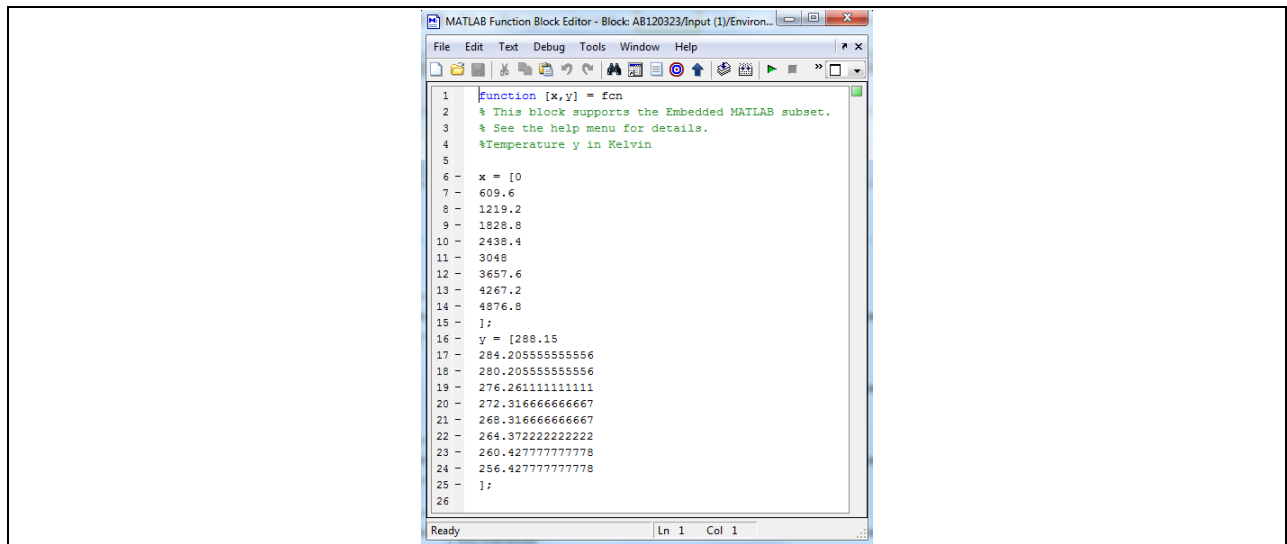 MATLAB Function Block Editor - Block: AB120323/Input (1)/Environ...
File Edit Text Debug Tools Window Help
1 function [x,y] = fcn
2 % This block supports the Embedded MATLAB subset.
3 % See the help menu for details.
4 %Temperature y in Kelvin
5
6 - x = [0
7 - 609.6
8 - 1219.2
9 - 1828.8
10 - 2438.4
11 - 3048
12 - 3657.6
13 - 4267.2
14 - 4876.8
15 - ];
16 - y = [288.15
17 - 284.205555555556
18 - 280.205555555556
19 - 276.261111111111
20 - 272.316666666667
21 - 268.316666666667
22 - 264.372222222222
23 - 260.427777777778
24 - 256.427777777778
25 - ];
26
Ready Ln 1 Col 1